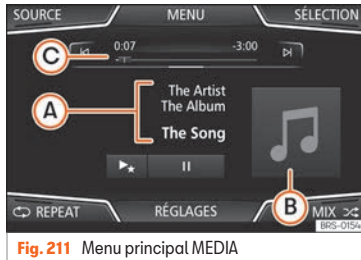 SOURCE MENU SÉLECTION
C 0:07 -3:00
A The Artist
The Album
The Song
B
REPEAT RÉGLAGES MIX
BRS-0154
Fig. 211 Menu principal MEDIA